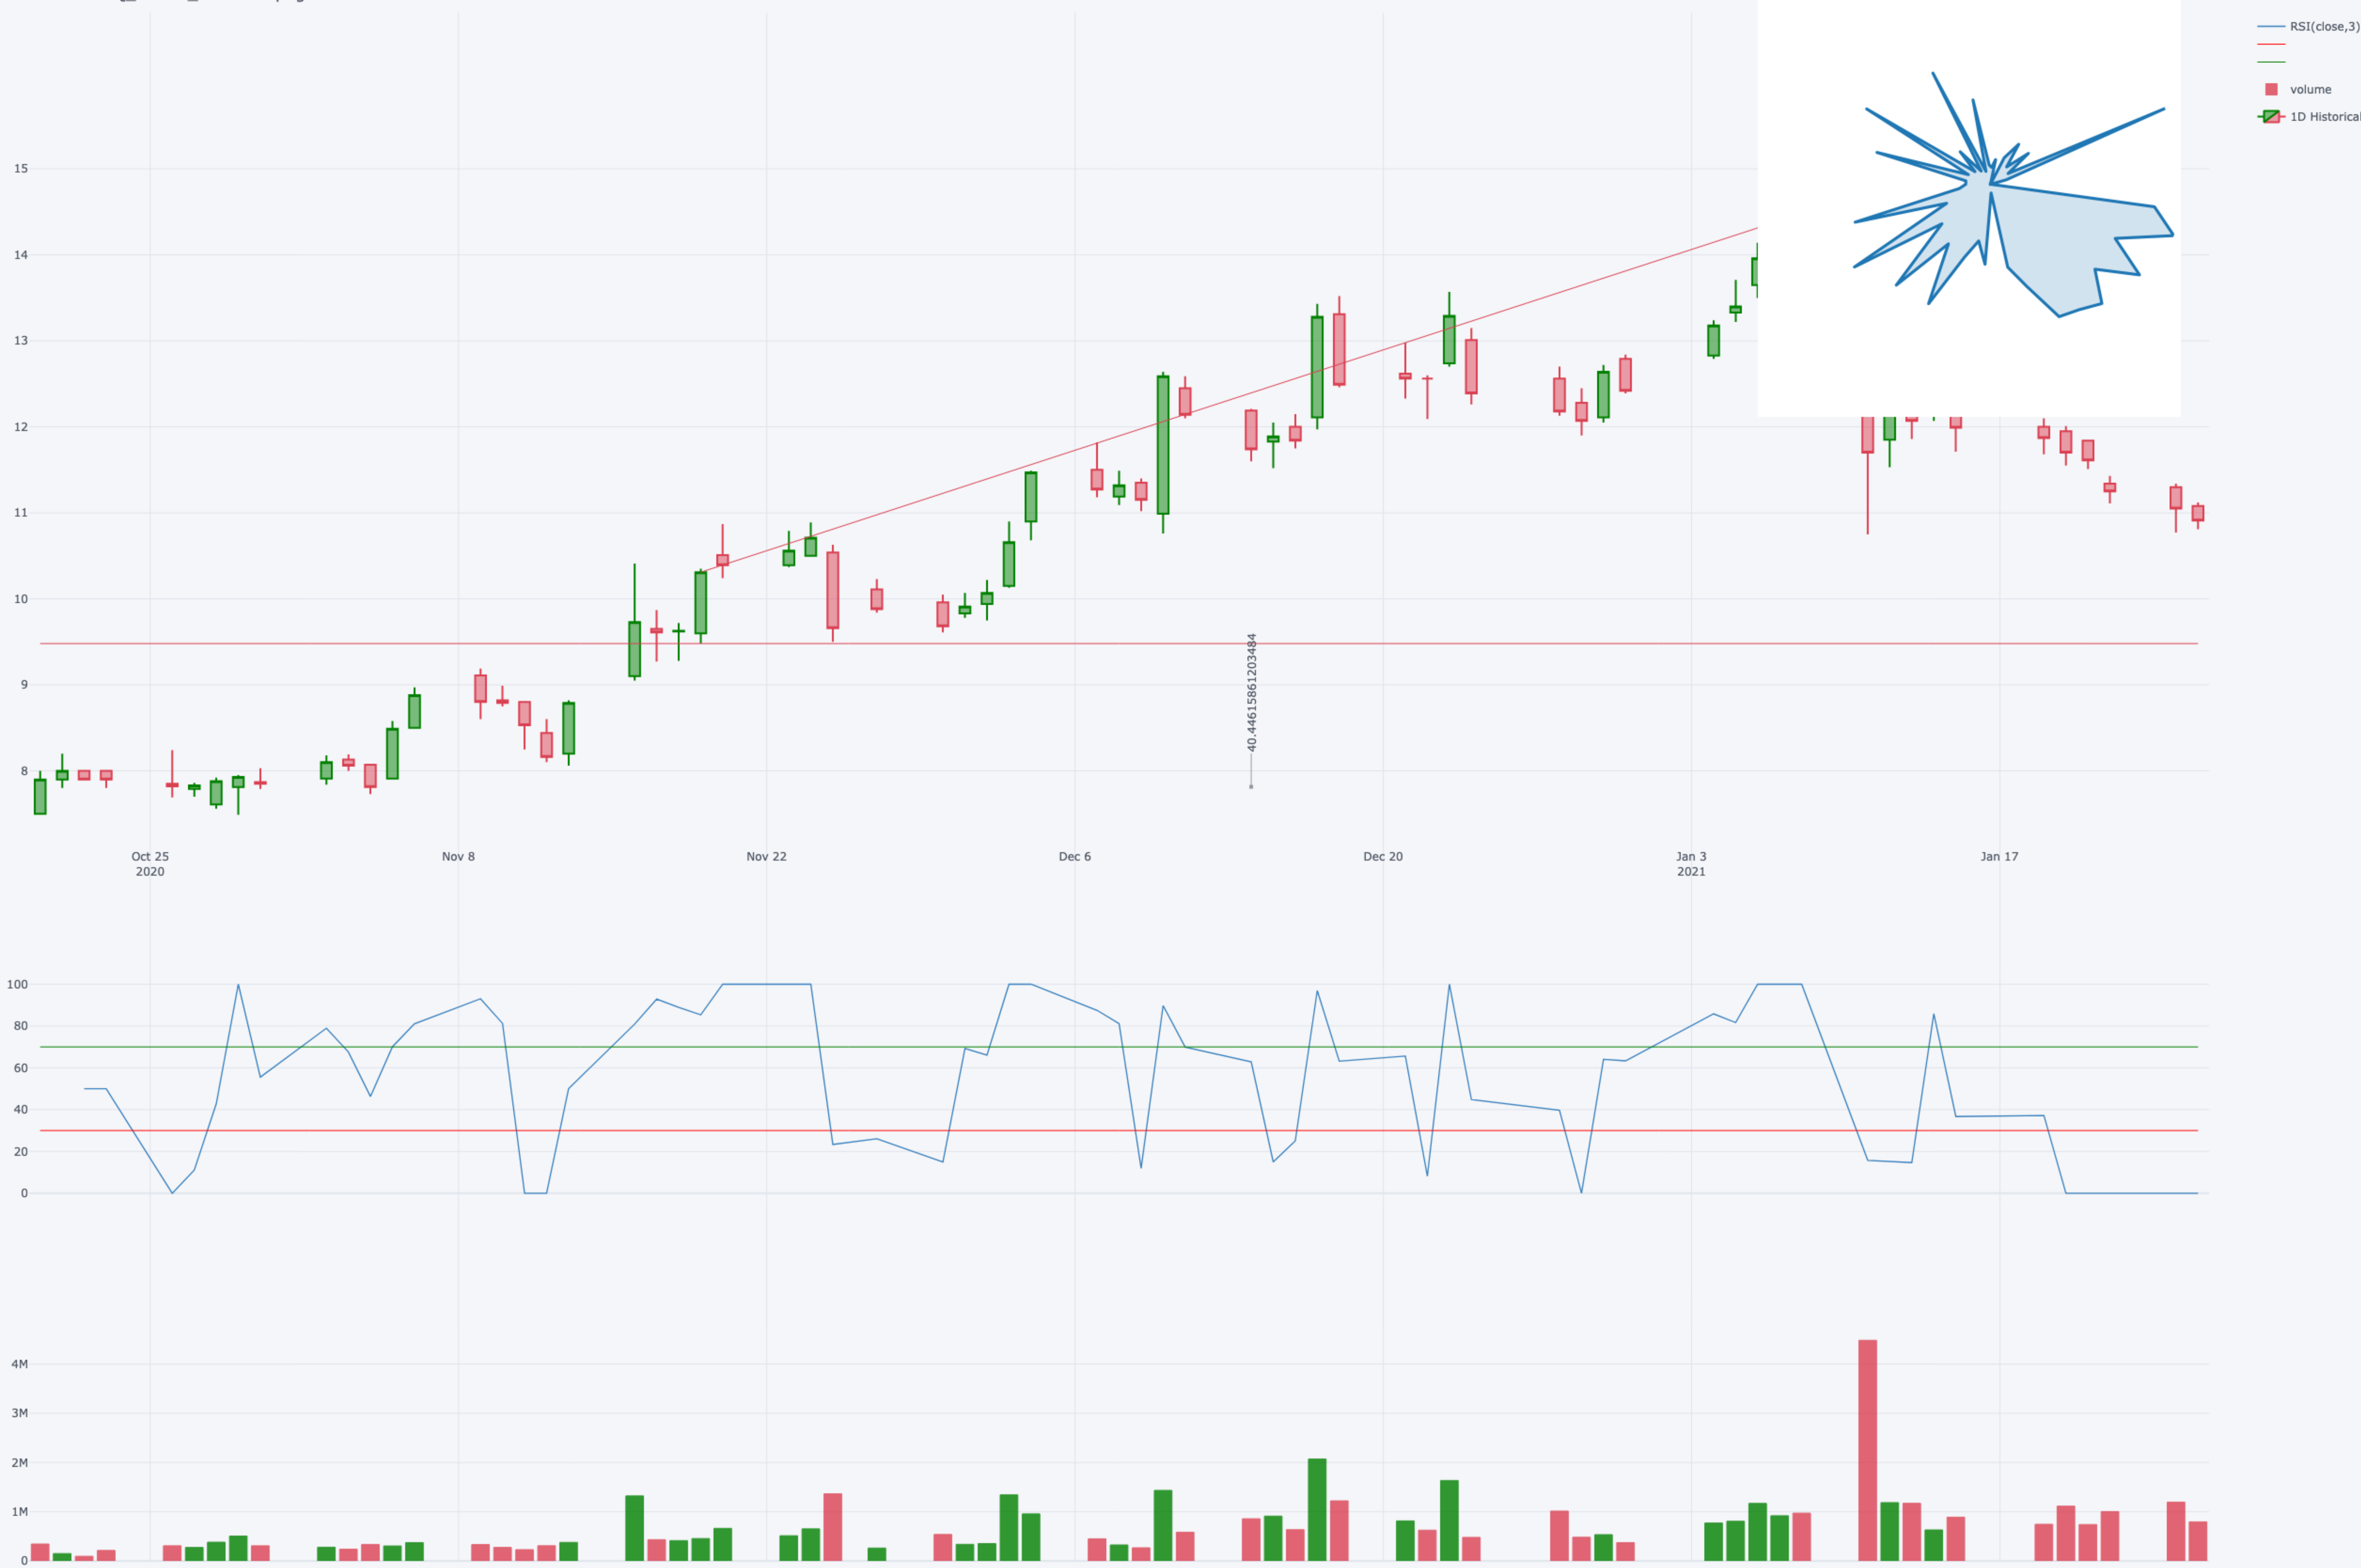 RSI(close,3)
volume
1D Historical
15
14
13
12
11
10
9
8
40.44615861203484
Oct 25
2020
Nov 8
Nov 22
Dec 6
Dec 20
Jan 3
2021
Jan 17
100
80
60
40
20
0
4M
3M
2M
1M
0